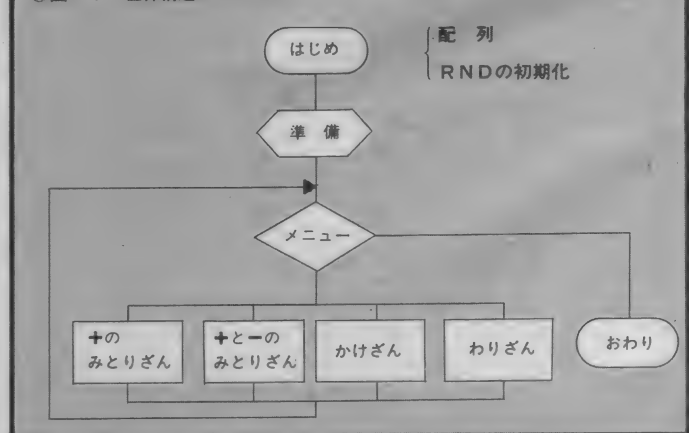 はじめ
配 列
RNDの初期化
準 備
メニュー
+の
みとりざん
+と−の
みとりざん
かけざん
わりざん
おわり